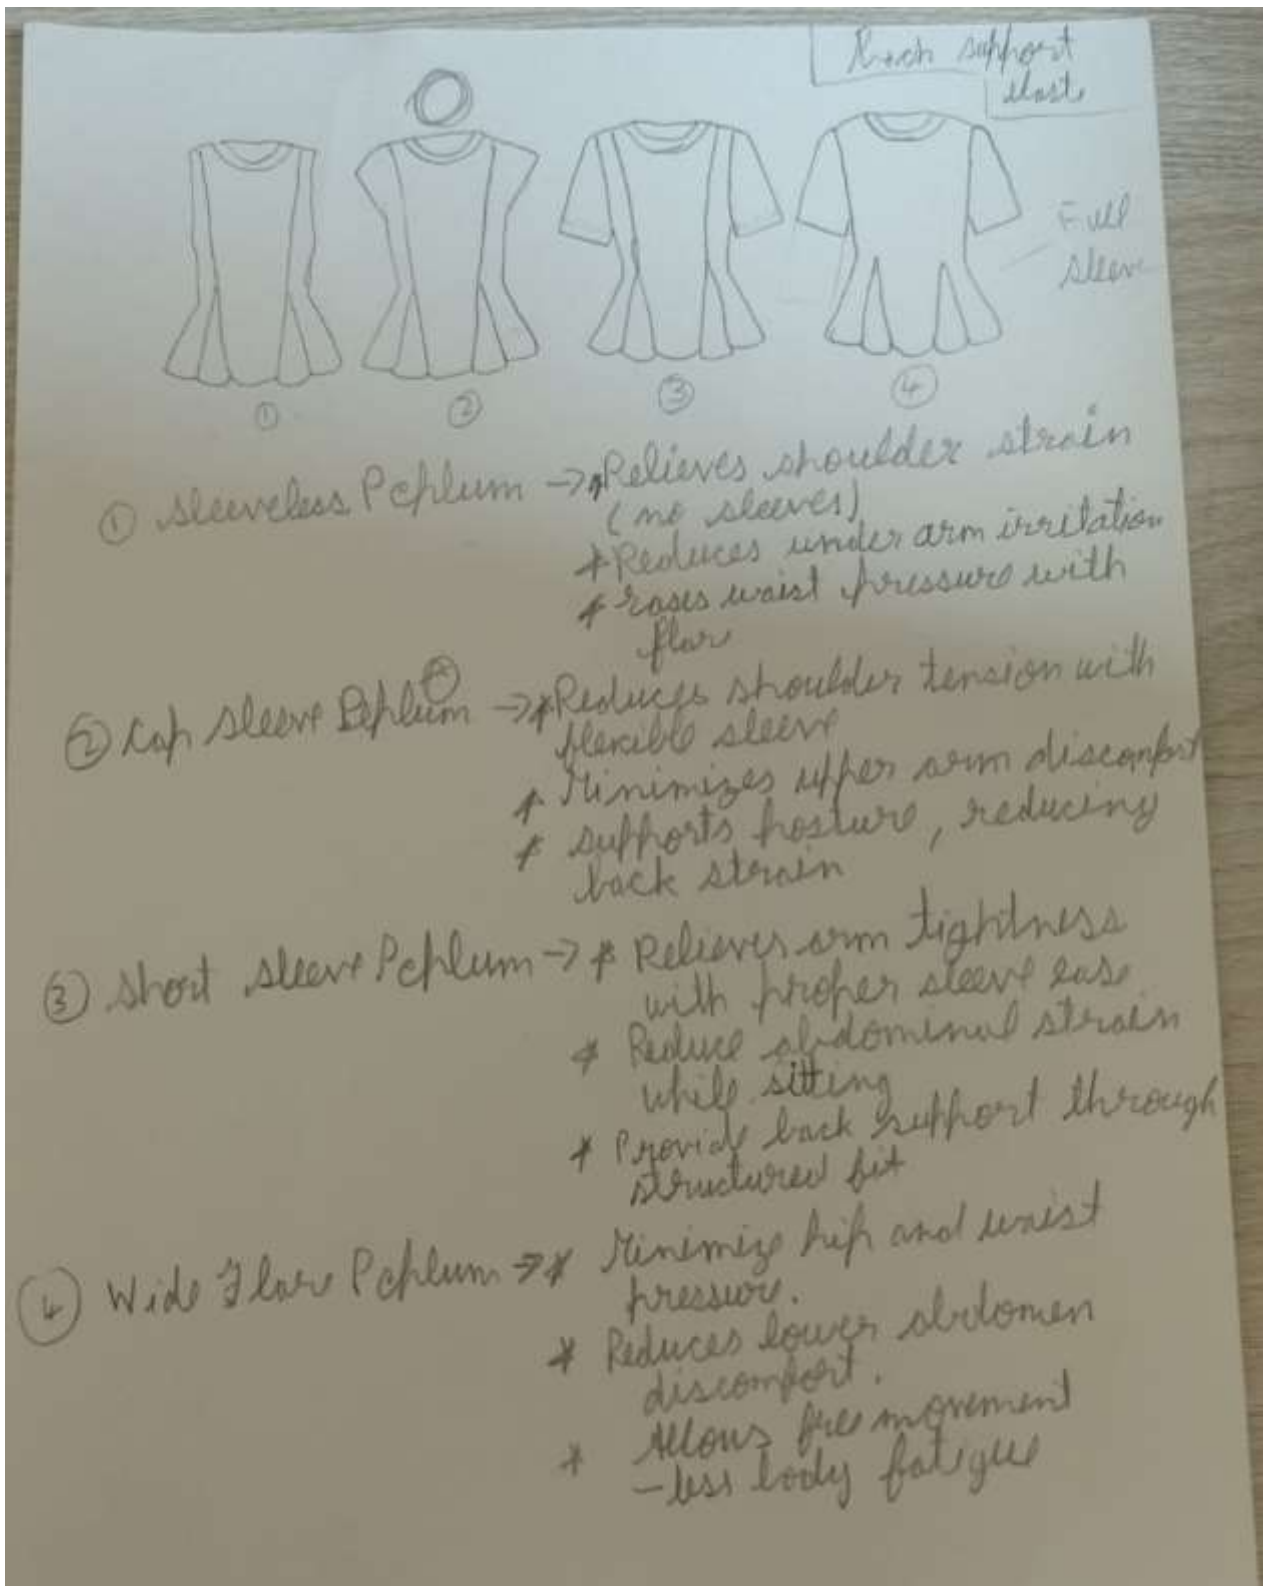 Back support
elast
Full
sleeve
① ② ③ ④
① sleeveless Peplum → * Relieves shoulder strain
(no sleeves)
* Reduces under arm irritation
* eases waist pressure with
flare
② Cap sleeve Peplum → * Reduces shoulder tension with
flexible sleeve
* Minimizes upper arm discomfort
* supports posture, reducing
back strain
③ short sleeve Peplum → * Relieves arm tightness
with proper sleeve ease
* Reduce abdominal strain
while sitting
* Provide back support through
structured fit
④ Wide Flare Peplum → * Minimize hip and waist
pressure.
* Reduces lower abdomen
discomfort.
* Allows free movement
- less body fatigue